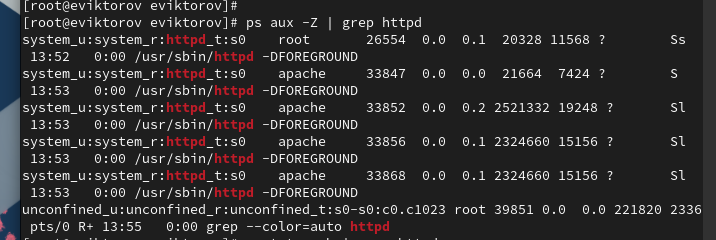 [root@eviktorov eviktorov]#
[root@eviktorov eviktorov]# ps aux -Z | grep httpd
system_u:system_r:httpd_t:s0    root       26554  0.0  0.1  20328 11568 ?        Ss
 13:52   0:00 /usr/sbin/httpd -DFOREGROUND
system_u:system_r:httpd_t:s0    apache     33847  0.0  0.0  21664  7424 ?        S
 13:53   0:00 /usr/sbin/httpd -DFOREGROUND
system_u:system_r:httpd_t:s0    apache     33852  0.0  0.2 2521332 19248 ?       Sl
 13:53   0:00 /usr/sbin/httpd -DFOREGROUND
system_u:system_r:httpd_t:s0    apache     33856  0.0  0.1 2324660 15156 ?       Sl
 13:53   0:00 /usr/sbin/httpd -DFOREGROUND
system_u:system_r:httpd_t:s0    apache     33868  0.0  0.1 2324660 15156 ?       Sl
 13:53   0:00 /usr/sbin/httpd -DFOREGROUND
unconfined_u:unconfined_r:unconfined_t:s0-s0:c0.c1023 root 39851 0.0  0.0 221820 2336
 pts/0 R+ 13:55   0:00 grep --color=auto httpd